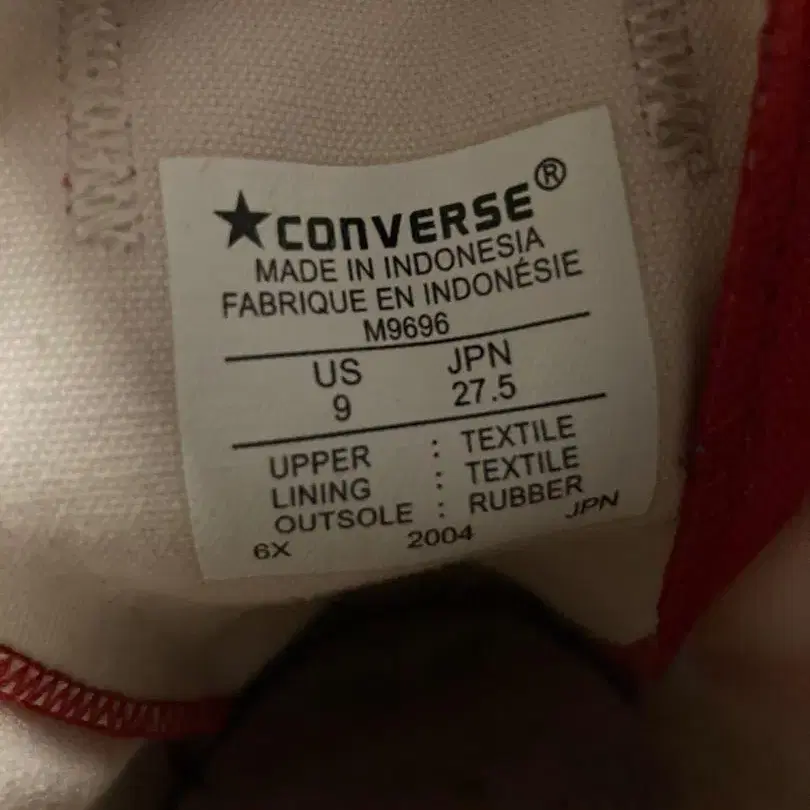 ★CONVERSE®
MADE IN INDONESIA
FABRIQUE EN INDONÉSIE
M9696
US JPN
9 27.5
UPPER : TEXTILE
LINING : TEXTILE
OUTSOLE : RUBBER
6X 2004 JPN